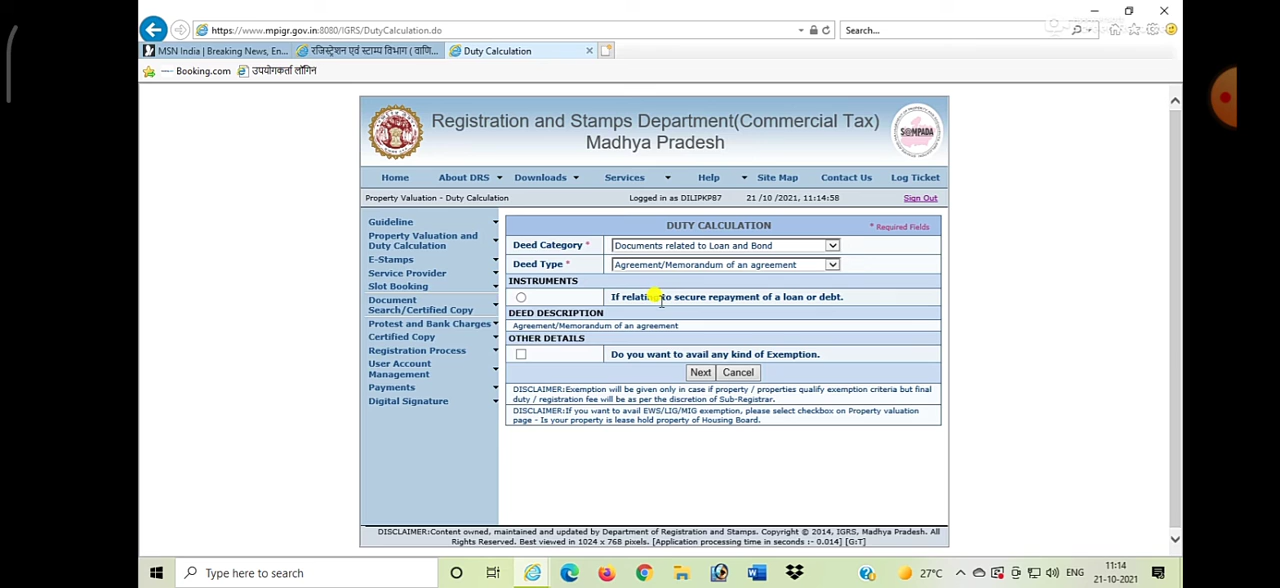 https://www.mpigr.gov.in:8080/IGRS/DutyCalculation.do
Search...
MSN India | Breaking News, En...
रजिस्ट्रेशन एवं स्टाम्प विभाग ( वाणि...
Duty Calculation
Booking.com
उपयोगकर्ता लॉगिन
Registration and Stamps Department(Commercial Tax)
Madhya Pradesh
SAMPADA
Home
About DRS
Downloads
Services
Help
Site Map
Contact Us
Log Ticket
Property Valuation - Duty Calculation
Logged in as DILIPKP87
21 /10 /2021, 11:14:58
Sign Out
Guideline
Property Valuation and
Duty Calculation
E-Stamps
Service Provider
Slot Booking
Document
Search/Certified Copy
Protest and Bank Charges
Certified Copy
Registration Process
User Account
Management
Payments
Digital Signature
DUTY CALCULATION
* Required Fields
Deed Category *
Documents related to Loan and Bond
Deed Type *
Agreement/Memorandum of an agreement
INSTRUMENTS
If relating to secure repayment of a loan or debt.
DEED DESCRIPTION
Agreement/Memorandum of an agreement
OTHER DETAILS
Do you want to avail any kind of Exemption.
Next
Cancel
DISCLAIMER:Exemption will be given only in case if property / properties qualify exemption criteria but final
duty / registration fee will be as per the discretion of Sub-Registrar.
DISCLAIMER:If you want to avail EWS/LIG/MIG exemption, please select checkbox on Property valuation
page - Is your property is lease hold property of Housing Board.
DISCLAIMER:Content owned, maintained and updated by Department of Registration and Stamps. Copyright © 2014, IGRS, Madhya Pradesh. All
Rights Reserved. Best viewed in 1024 x 768 pixels. [Application processing time in seconds :- 0.014] [G:T]
Type here to search
27°C
ENG
11:14
21-10-2021